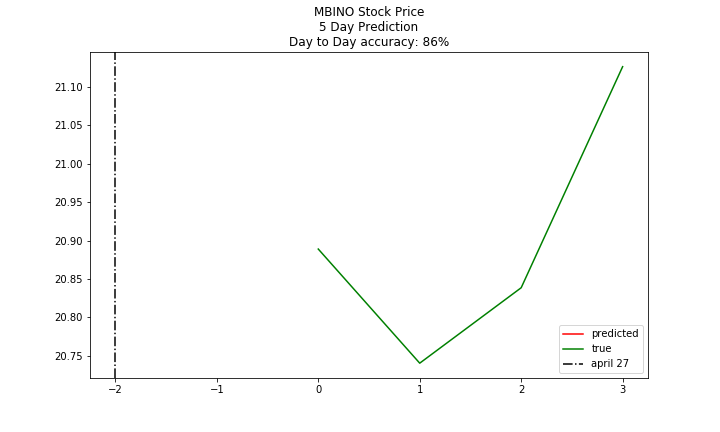 MBINO Stock Price
5 Day Prediction
Day to Day accuracy: 86%
21.10
21.05
21.00
20.95
20.90
20.85
20.80
20.75
−2
−1
0
1
2
3
predicted
true
april 27